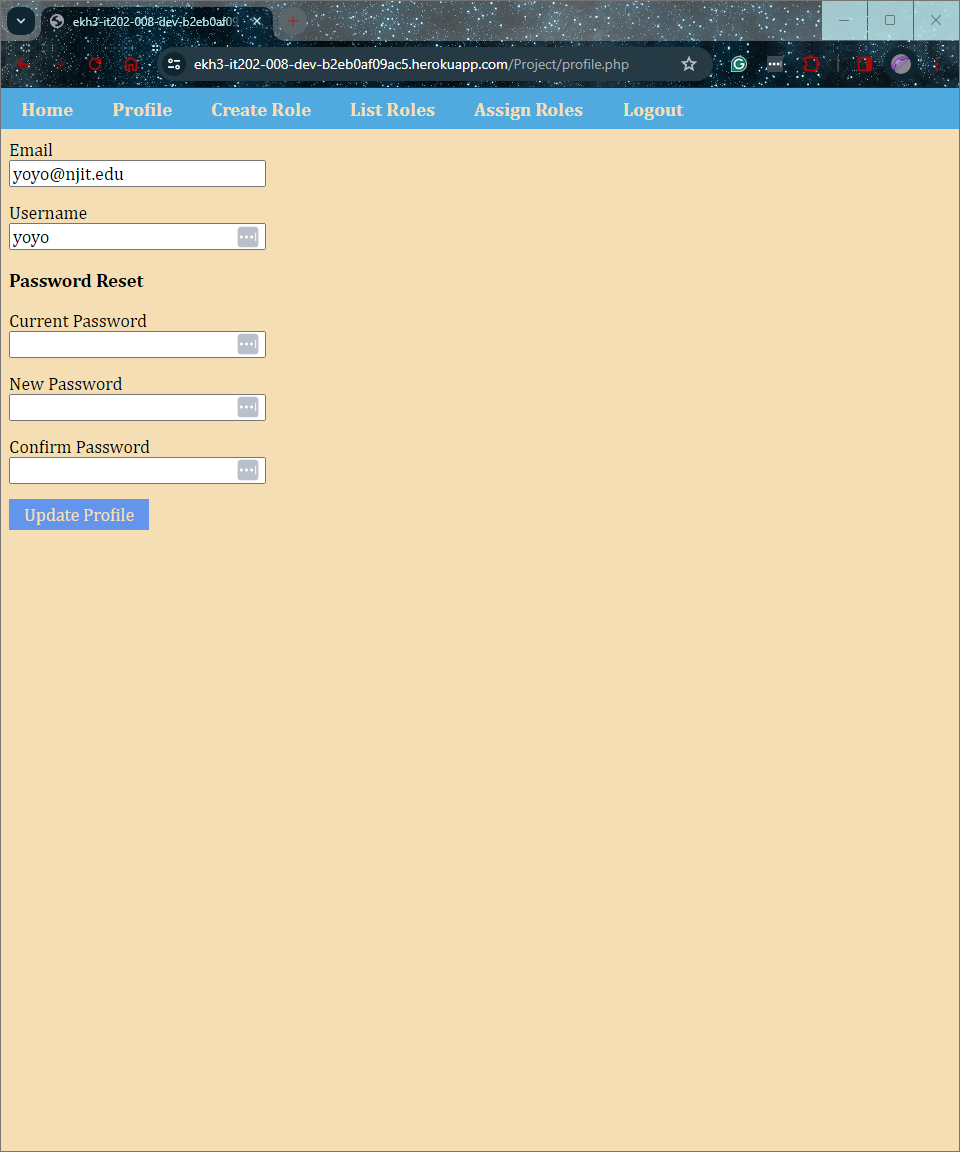 ekh3-it202-008-dev-b2eb0af09
ekh3-it202-008-dev-b2eb0af09ac5.herokuapp.com/Project/profile.php
Home Profile Create Role List Roles Assign Roles Logout
Email
yoyo@njit.edu
Username
yoyo
Password Reset
Current Password
New Password
Confirm Password
Update Profile